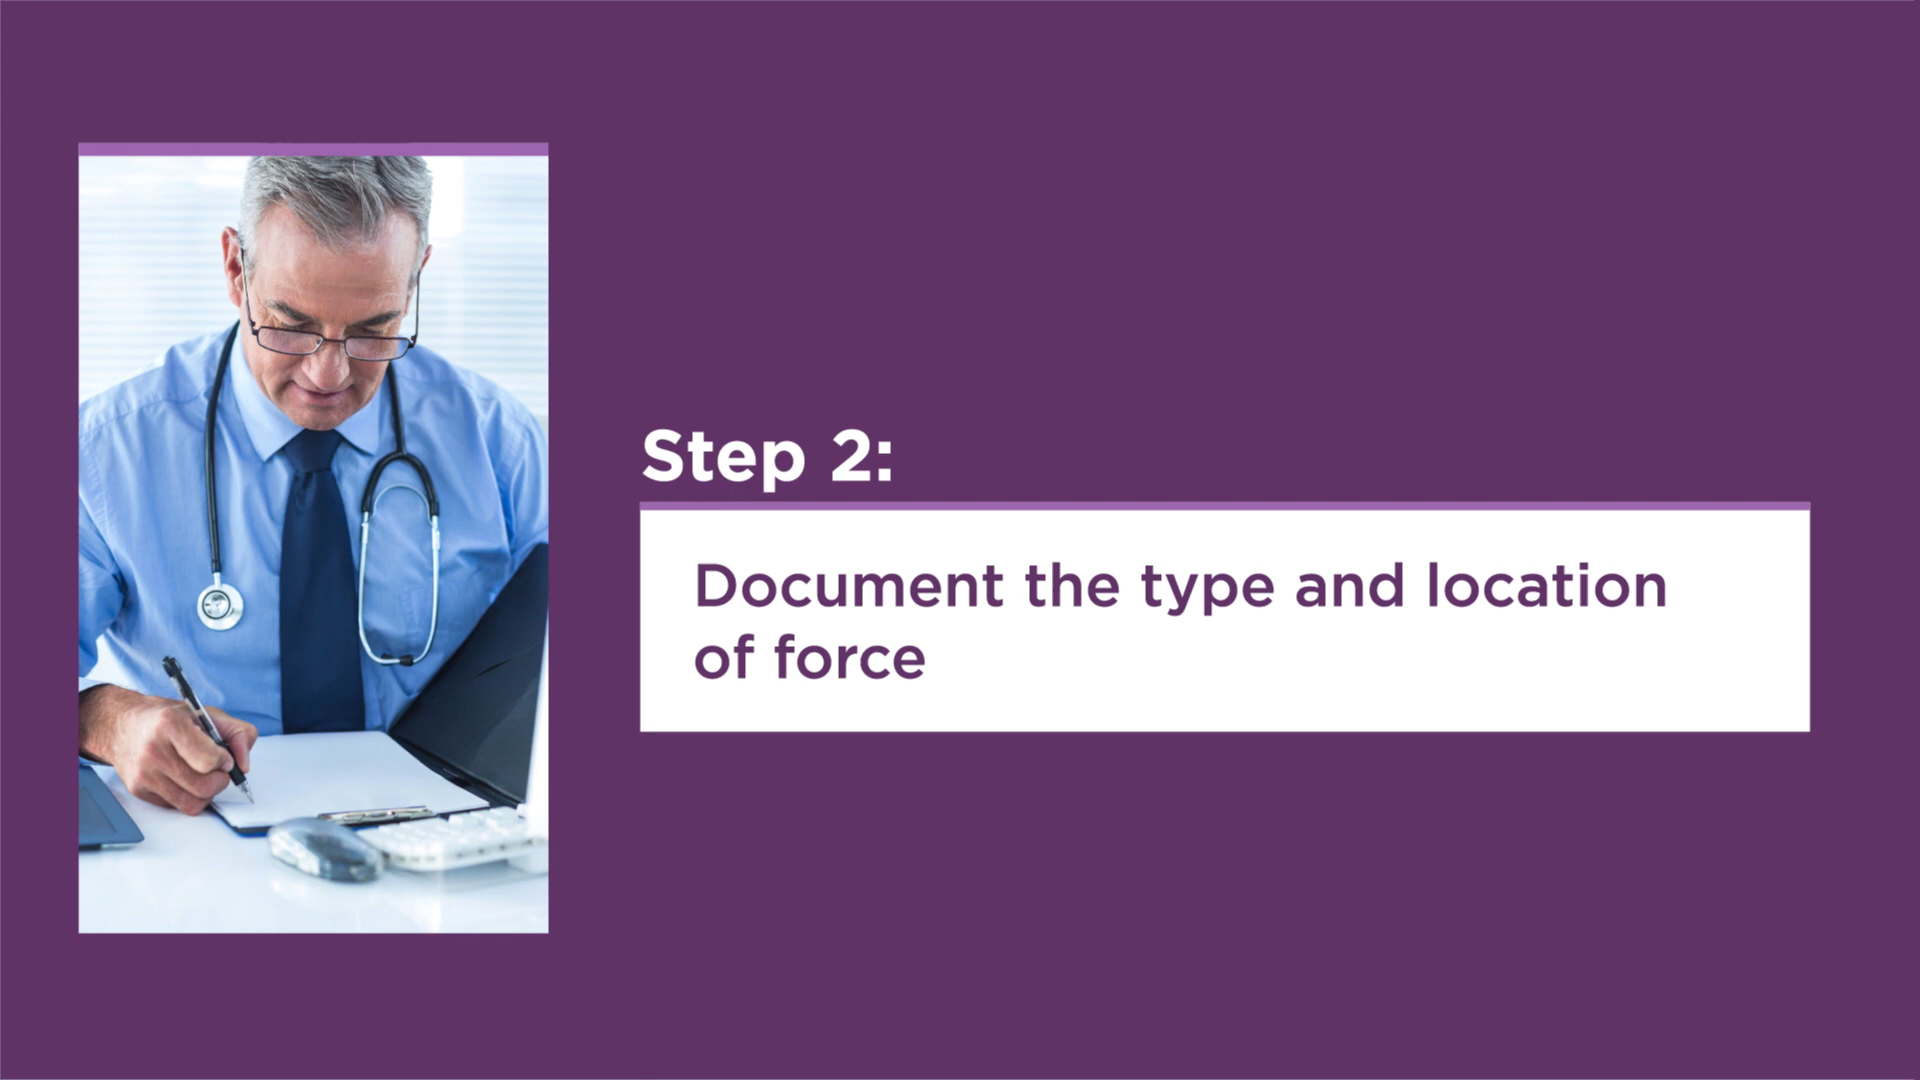 Step 2:
Document the type and location
of force